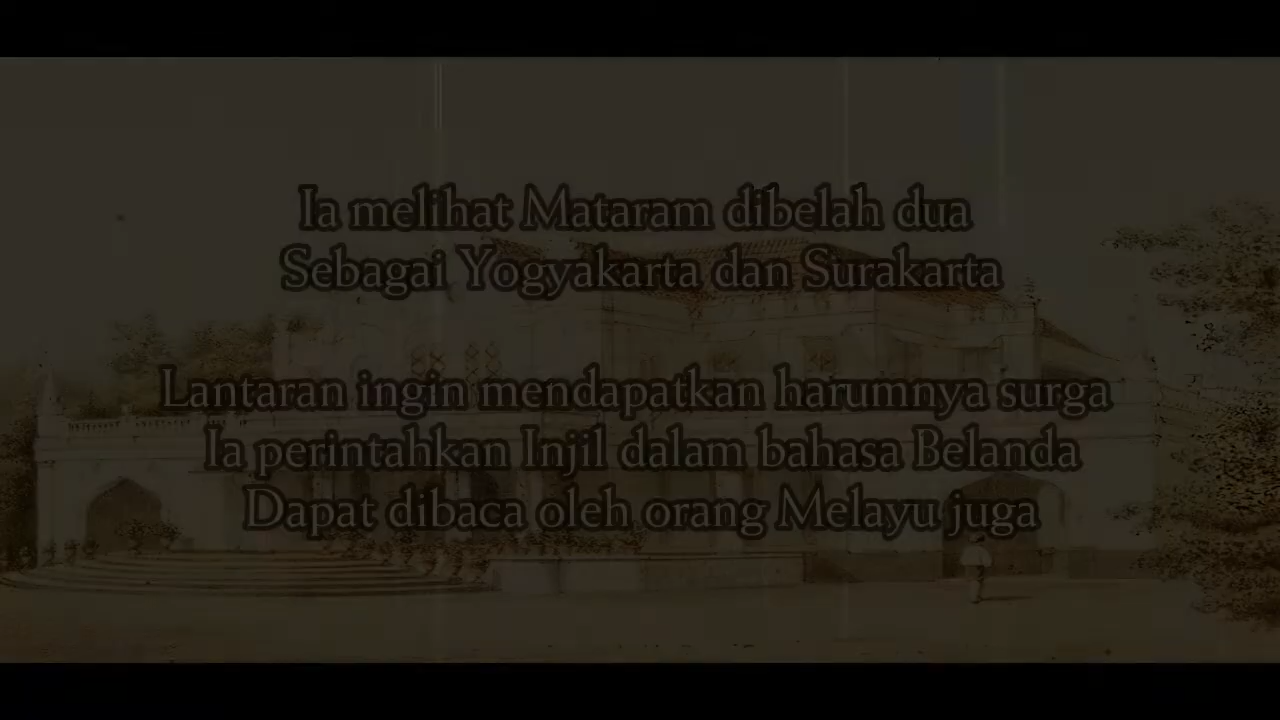 Ia melihat Mataram dibelah dua
Sebagai Yogyakarta dan Surakarta
Lantaran ingin mendapatkan harumnya surga
Ia perintahkan Injil dalam bahasa Belanda
Dapat dibaca oleh orang Melayu juga